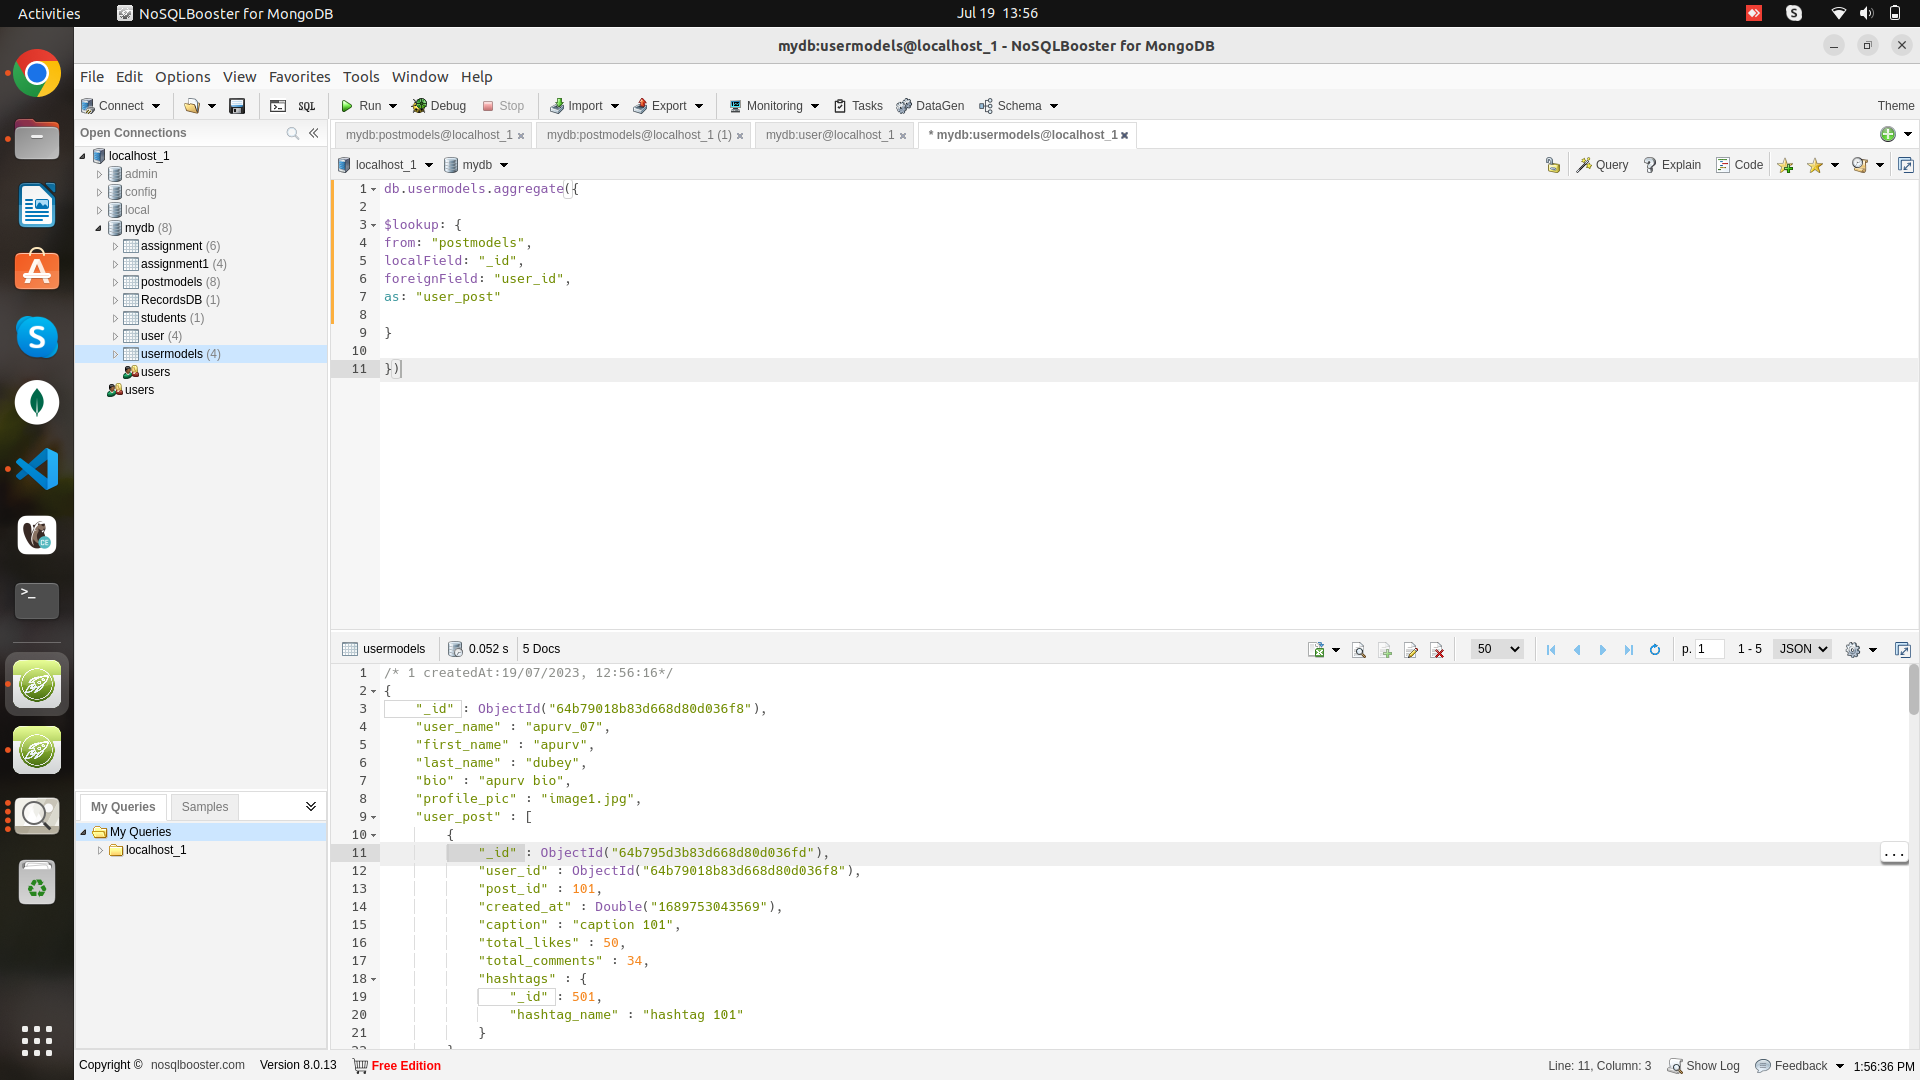 Activities
NoSQLBooster for MongoDB
Jul 19 13:56
mydb:usermodels@localhost_1 - NoSQLBooster for MongoDB
File Edit Options View Favorites Tools Window Help
Connect SQL Run Debug Stop Import Export Monitoring Tasks DataGen Schema Theme
Open Connections
localhost_1
admin
config
local
mydb (8)
assignment (6)
assignment1 (4)
postmodels (8)
RecordsDB (1)
students (1)
user (4)
usermodels (4)
users
users
My Queries Samples
My Queries
localhost_1
mydb:postmodels@localhost_1 mydb:postmodels@localhost_1 (1) mydb:user@localhost_1 * mydb:usermodels@localhost_1
localhost_1 mydb Query Explain Code
1 db.usermodels.aggregate({
2
3 $lookup: {
4 from: "postmodels",
5 localField: "_id",
6 foreignField: "user_id",
7 as: "user_post"
8
9 }
10
11 })
usermodels 0.052 s 5 Docs 50 p. 1 1 - 5 JSON
1 /* 1 createdAt:19/07/2023, 12:56:16*/
2 {
3 "_id" : ObjectId("64b79018b83d668d80d036f8"),
4 "user_name" : "apurv_07",
5 "first_name" : "apurv",
6 "last_name" : "dubey",
7 "bio" : "apurv bio",
8 "profile_pic" : "image1.jpg",
9 "user_post" : [
10 {
11 "_id" : ObjectId("64b795d3b83d668d80d036fd"),
...
12 "user_id" : ObjectId("64b79018b83d668d80d036f8"),
13 "post_id" : 101,
14 "created_at" : Double("1689753043569"),
15 "caption" : "caption 101",
16 "total_likes" : 50,
17 "total_comments" : 34,
18 "hashtags" : {
19 "_id" : 501,
20 "hashtag_name" : "hashtag 101"
21 }
Copyright © nosqlbooster.com Version 8.0.13 Free Edition
Line: 11, Column: 3 Show Log Feedback 1:56:36 PM